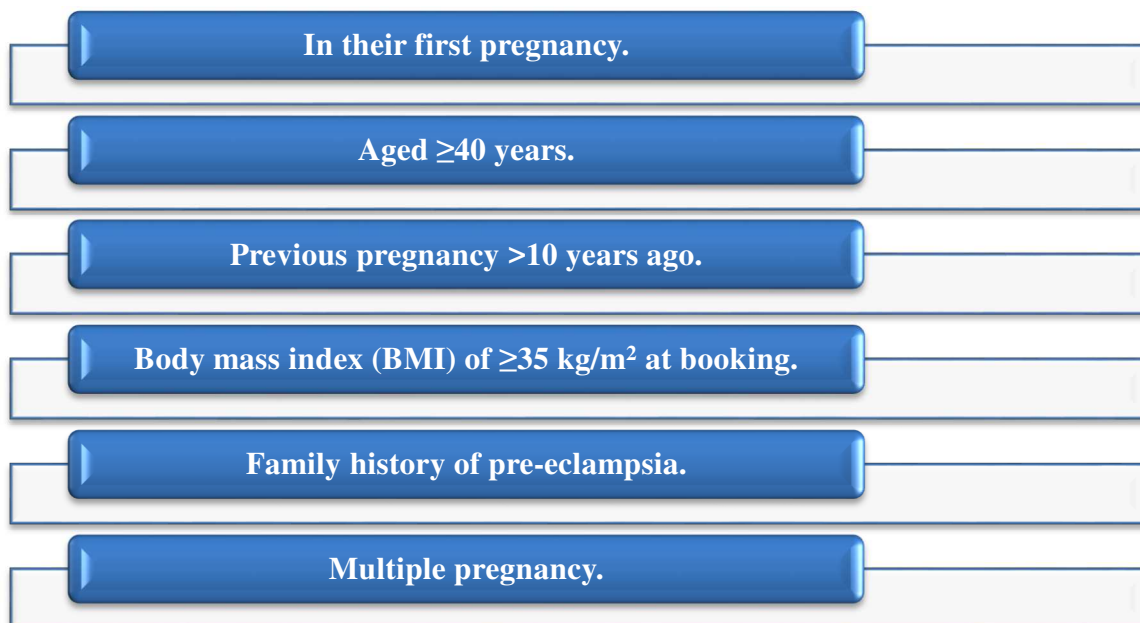 In their first pregnancy.
Aged ≥40 years.
Previous pregnancy >10 years ago.
Body mass index (BMI) of ≥35 kg/m² at booking.
Family history of pre-eclampsia.
Multiple pregnancy.